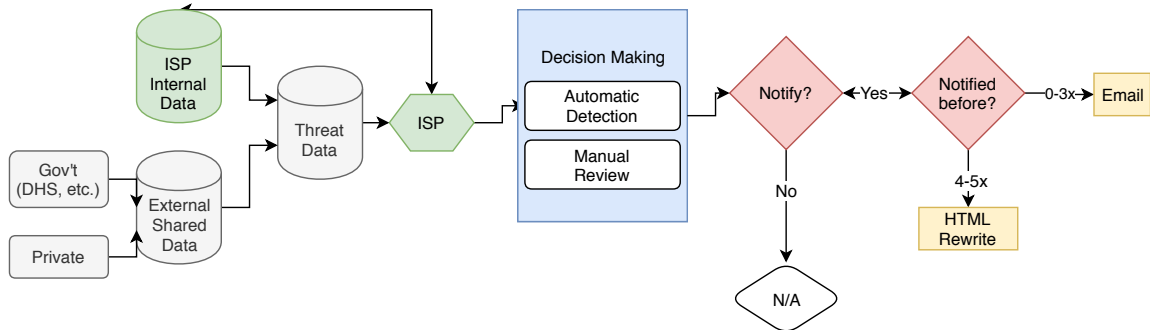 ISP
Internal
Data
Gov't
(DHS, etc.)
Private
External
Shared
Data
Threat
Data
ISP
Decision Making
Automatic
Detection
Manual
Review
Notify?
Yes
No
N/A
Notified
before?
0-3x
Email
4-5x
HTML
Rewrite